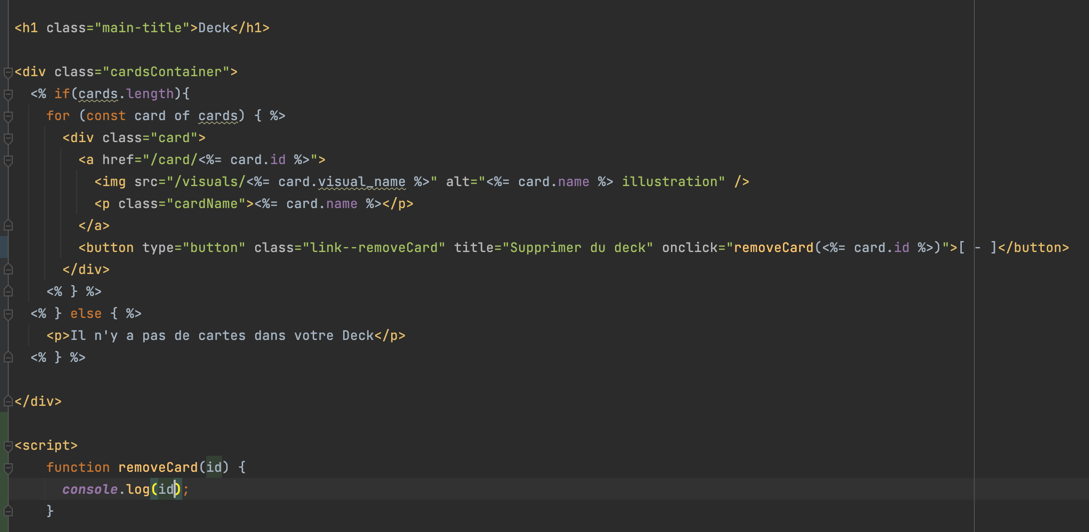 <h1 class="main-title">Deck</h1>
<div class="cardsContainer">
<% if(cards.length){
for (const card of cards) { %>
<div class="card">
<a href="/card/<%= card.id %>">
<img src="/visuals/<%= card.visual_name %>" alt="<%= card.name %> illustration" />
<p class="cardName"><%= card.name %></p>
</a>
<button type="button" class="link--removeCard" title="Supprimer du deck" onclick="removeCard(<%= card.id %>)">[ - ]</button>
</div>
<% } %>
<% } else { %>
<p>Il n'y a pas de cartes dans votre Deck</p>
<% } %>
</div>
<script>
function removeCard(id) {
console.log(id);
}